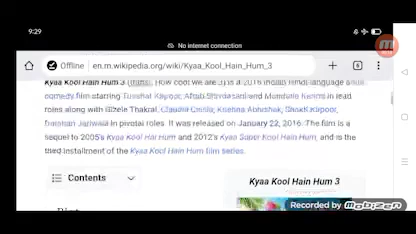 9:29
No internet connection
Offline en.m.wikipedia.org/wiki/Kyaa_Kool_Hain_Hum_3
6
Kyaa Kool Hain Hum 3 ( How cool we are 3) is a 2016 Indian Hindi-language
comedy film starring Tusshar Kapoor, Aftab Shivdasani and Mandana Karimi in lead
roles along with Gizele Thakral, Claudia Ciesla, Krishna Abhishek, Shakti Kapoor,
Darshan Jariwala in pivotal roles. It was released on January 22, 2016. The film is a
sequel to 2005's Kyaa Kool Hai Hum and 2012's Kyaa Super Kool Hain Hum, and is the
third installment of the Kyaa Kool Hain Hum film series.
Contents
Kyaa Kool Hain Hum 3
Recorded by
MOBIZEN